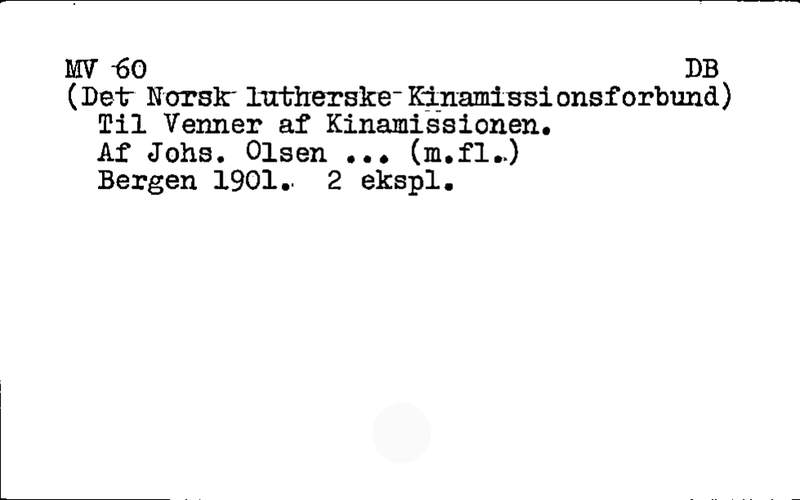 MV 60 DB
(Det Norsk lutherske Kinamissionsforbund)
Til Venner af Kinamissionen.
Af Johs. Olsen ... (m.fl.)
Bergen 1901. 2 ekspl.